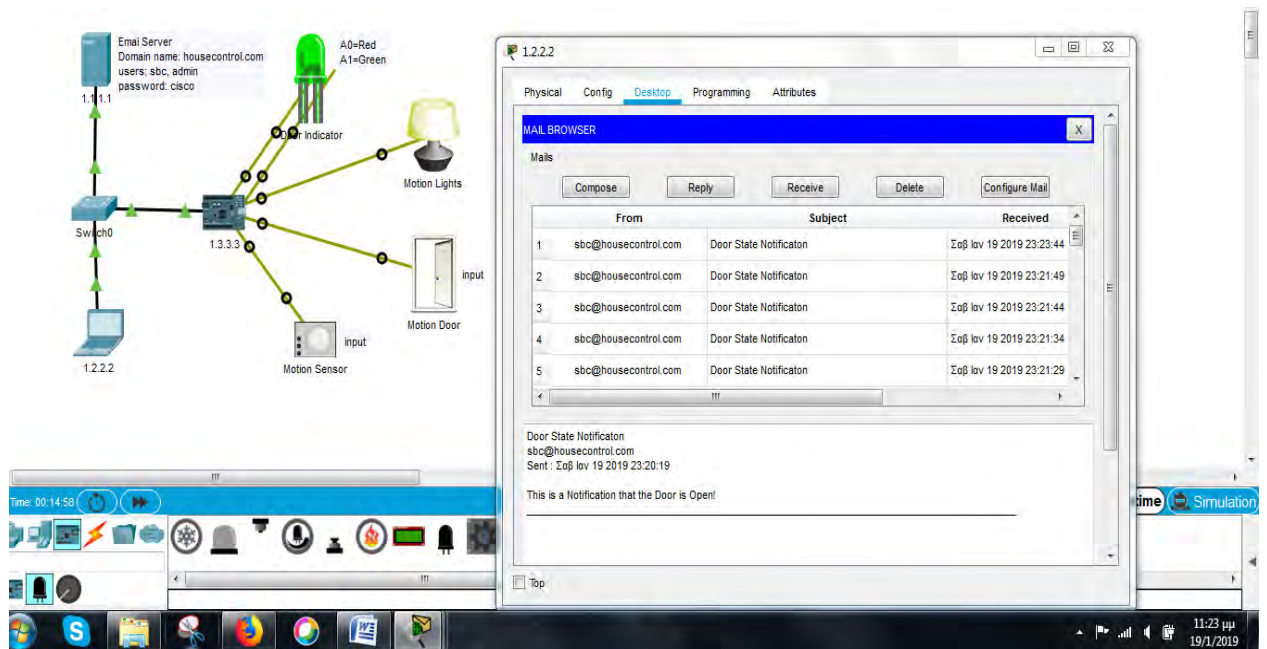 Emai Server
Domain name: housecontrol.com
users: sbc, admin
password: cisco
1.1.1.1
A0=Red
A1=Green
Door Indicator
Motion Lights
Switch0
1.3.3.3
input
Motion Door
input
Motion Sensor
1.2.2.2
1.2.2.2
Physical Config Desktop Programming Attributes
MAIL BROWSER X
Mails
Compose Reply Receive Delete Configure Mail
From Subject Received
1 sbc@housecontrol.com Door State Notificaton Σαβ Ιαν 19 2019 23:23:44
2 sbc@housecontrol.com Door State Notificaton Σαβ Ιαν 19 2019 23:21:49
3 sbc@housecontrol.com Door State Notificaton Σαβ Ιαν 19 2019 23:21:44
4 sbc@housecontrol.com Door State Notificaton Σαβ Ιαν 19 2019 23:21:34
5 sbc@housecontrol.com Door State Notificaton Σαβ Ιαν 19 2019 23:21:29
Door State Notificaton
sbc@housecontrol.com
Sent : Σαβ Ιαν 19 2019 23:20:19
This is a Notification that the Door is Open!
Top
Time: 00:14:58
time Simulation
11:23 μμ
19/1/2019